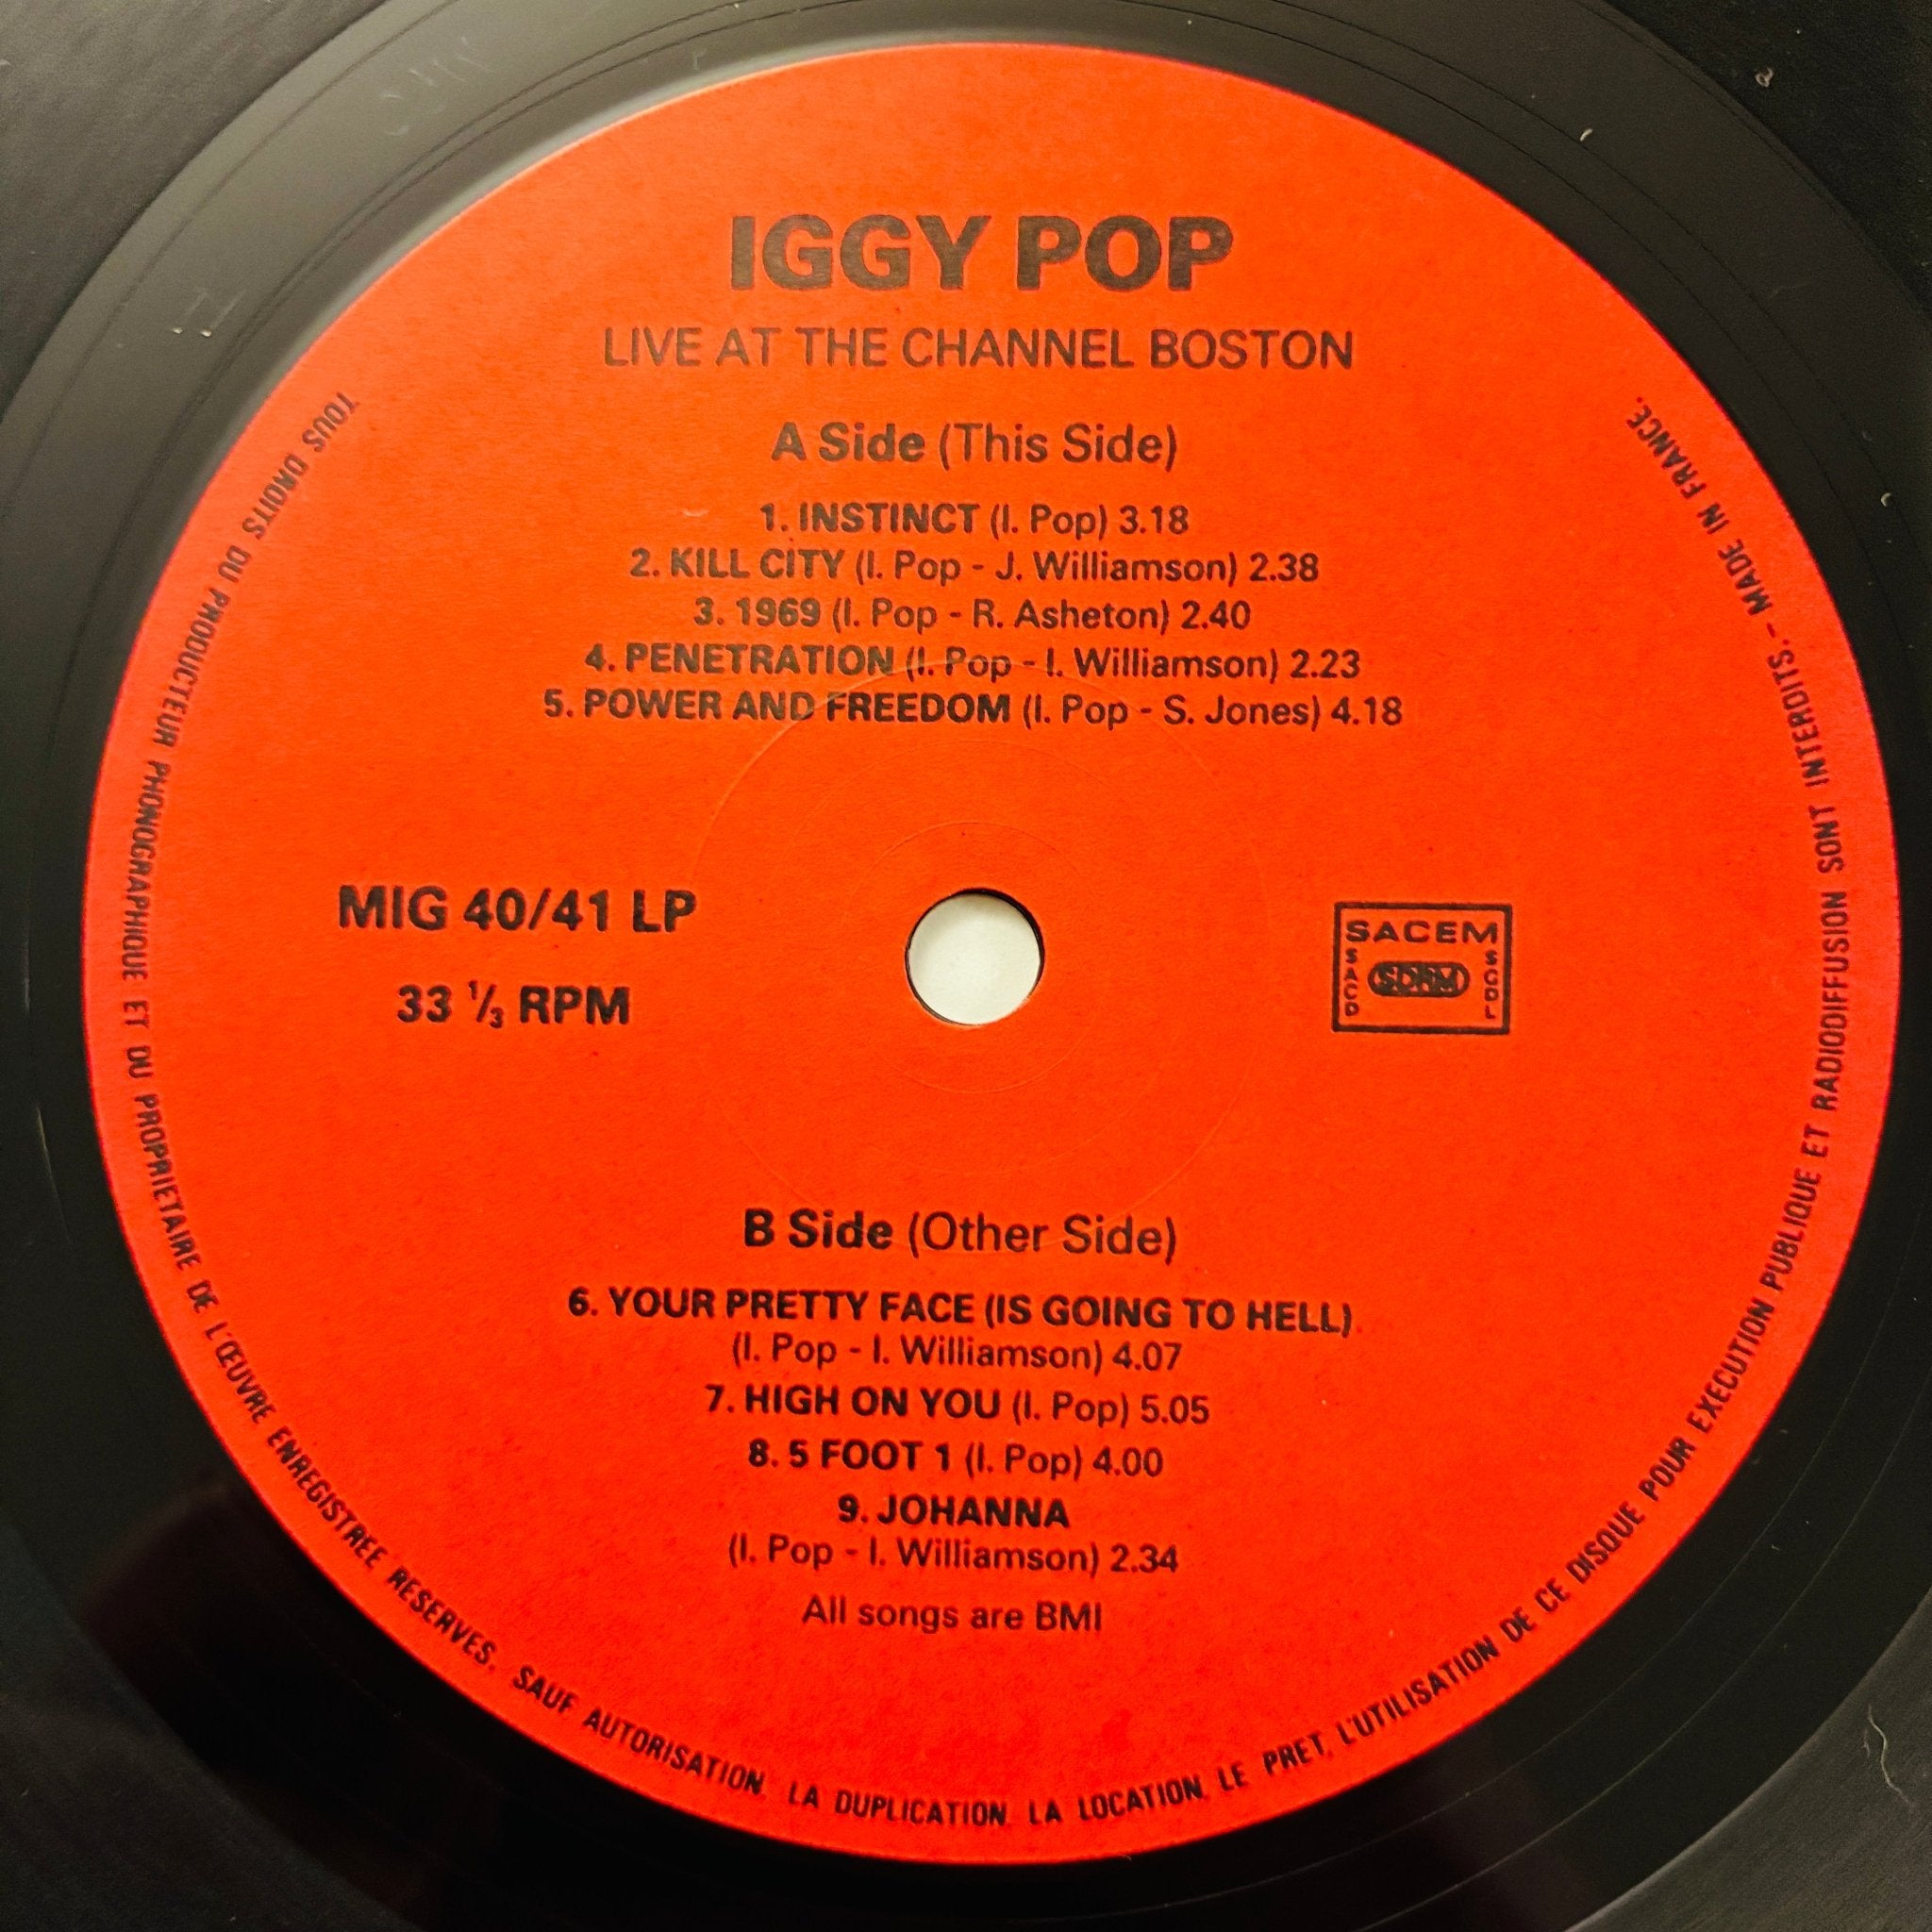 IGGY POP
LIVE AT THE CHANNEL BOSTON
A Side (This Side)
1. INSTINCT (I. Pop) 3.18
2. KILL CITY (I. Pop - J. Williamson) 2.38
3. 1969 (I. Pop - R. Asheton) 2.40
4. PENETRATION (I. Pop - I. Williamson) 2.23
5. POWER AND FREEDOM (I. Pop - S. Jones) 4.18
MIG 40/41 LP
33 ⅓ RPM
SACEM
SACD
SDRM
SGDL
B Side (Other Side)
6. YOUR PRETTY FACE (IS GOING TO HELL)
(I. Pop - I. Williamson) 4.07
7. HIGH ON YOU (I. Pop) 5.05
8. 5 FOOT 1 (I. Pop) 4.00
9. JOHANNA
(I. Pop - I. Williamson) 2.34
All songs are BMI
TOUS DROITS DU PRODUCTEUR PHONOGRAPHIQUE ET DU PROPRIETAIRE DE L'ŒUVRE ENREGISTREE RESERVES. SAUF AUTORISATION, LA DUPLICATION, LA LOCATION, LE PRET, L'UTILISATION DE CE DISQUE POUR EXECUTION PUBLIQUE ET RADIODIFFUSION SONT INTERDITS. - MADE IN FRANCE.